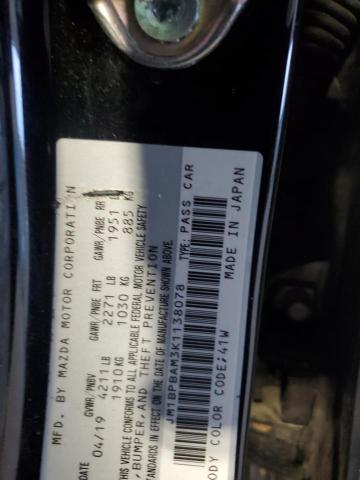 MFD. BY MAZDA MOTOR CORPORATION
GVWR/PNBV GAWR/PNBE FRT GAWR/PNBE RR
04/19 4211 LB 2271 LB 1951
1910 KG 1030 KG 885 KG
THIS VEHICLE CONFORMS TO ALL APPLICABLE FEDERAL MOTOR VEHICLE SAFETY
, BUMPER, AND THEFT PREVENTION
IN EFFECT ON THE DATE OF MANUFACTURE SHOWN ABOVE.
JM1BPBAM3K1138078 TYPE: PASS CAR
BODY COLOR CODE:41W MADE IN JAPAN